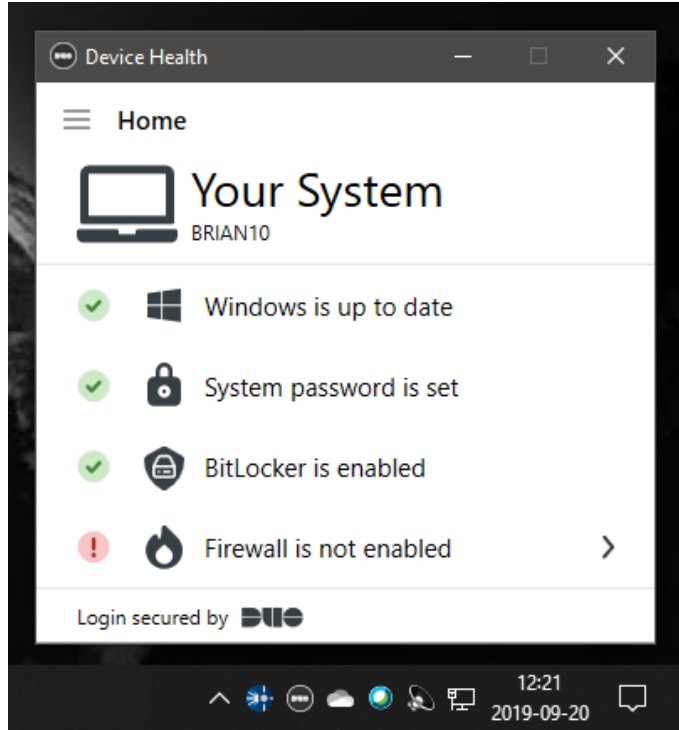 Device Health
Home
Your System
BRIAN10
Windows is up to date
System password is set
BitLocker is enabled
! Firewall is not enabled
Login secured by DUO
12:21
2019-09-20